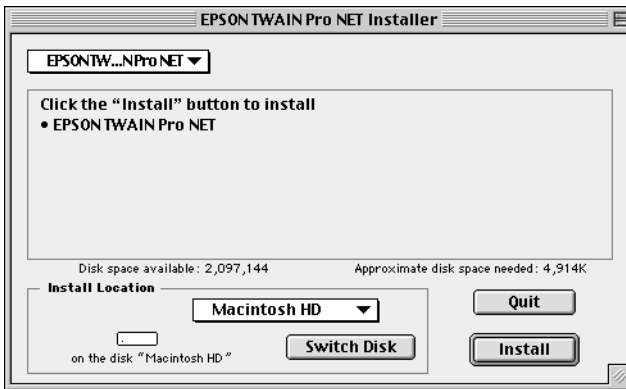 EPSON TWAIN Pro NET Installer
EPSONTW...NPro NET
Click the “Install” button to install
• EPSON TWAIN Pro NET
Disk space available: 2,097,144
Approximate disk space needed: 4,914K
Install Location
Macintosh HD
Quit
on the disk “Macintosh HD”
Switch Disk
Install